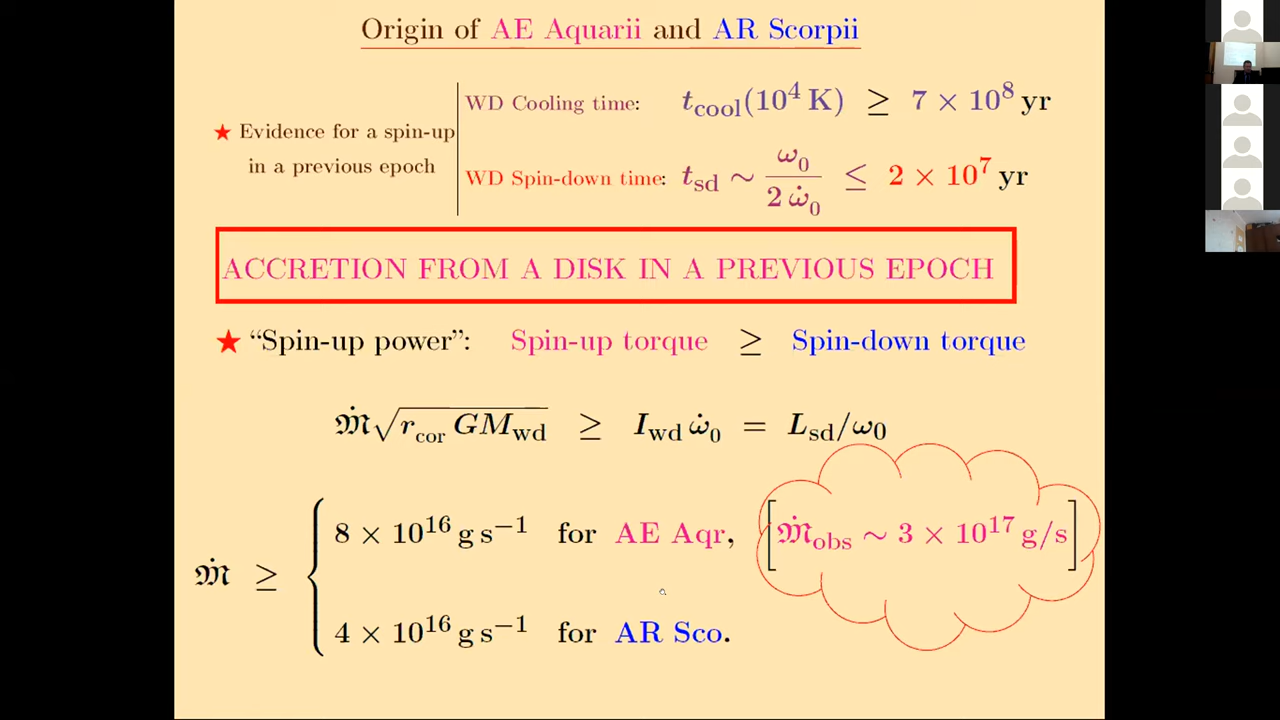 Origin of AE Aquarii and AR Scorpii
★ Evidence for a spin-up
in a previous epoch
WD Cooling time: t_cool(10^4 K) ≥ 7 × 10^8 yr
WD Spin-down time: t_sd ∼ ω_0 / 2 ω̇_0 ≤ 2 × 10^7 yr
ACCRETION FROM A DISK IN A PREVIOUS EPOCH
★ “Spin-up power”: Spin-up torque ≥ Spin-down torque
𝔐̇ √(r_cor GM_wd) ≥ I_wd ω̇_0 = L_sd/ω_0
𝔐̇ ≥ {
8 × 10^16 g s^−1 for AE Aqr, [𝔐̇_obs ∼ 3 × 10^17 g/s]
4 × 10^16 g s^−1 for AR Sco.